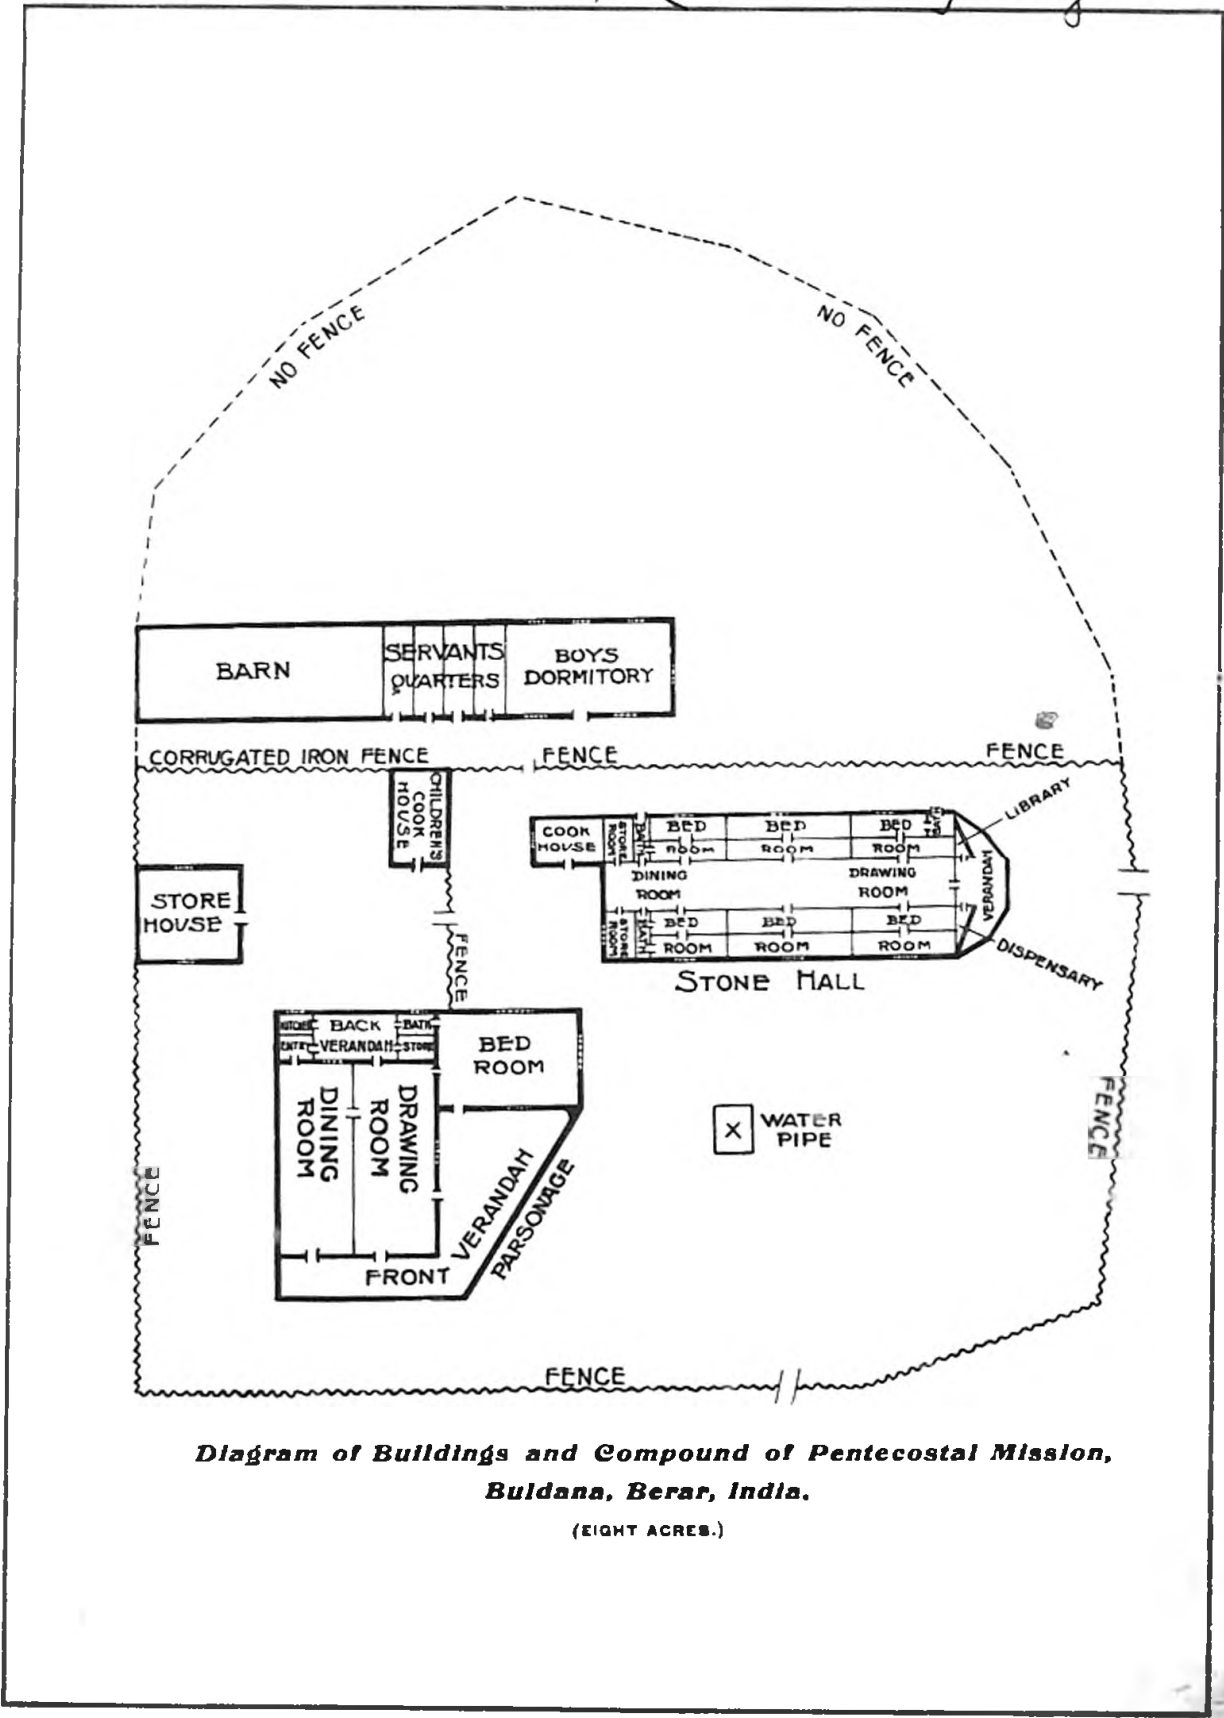 NO FENCE
NO FENCE
BARN
SERVANTS
QUARTERS
BOYS
DORMITORY
CORRUGATED IRON FENCE
FENCE
FENCE
CHILDREN'S
COOK
HOUSE
COOK
HOUSE
STORE
ROOM
BATH
BED
ROOM
BED
ROOM
BED
ROOM
BATH
LIBRARY
DINING
ROOM
DRAWING
ROOM
VERANDAH
STORE
ROOM
BATH
BED
ROOM
BED
ROOM
BED
ROOM
DISPENSARY
STONE HALL
STORE
HOUSE
FENCE
KITCHEN
ENTRY
BACK
VERANDAH
BATH
STORE
BED
ROOM
DINING
ROOM
DRAWING
ROOM
FRONT
VERANDAH
PARSONAGE
X
WATER
PIPE
FENCE
FENCE
FENCE
Diagram of Buildings and Compound of Pentecostal Mission,
Buldana, Berar, India.
(EIGHT ACRES.)